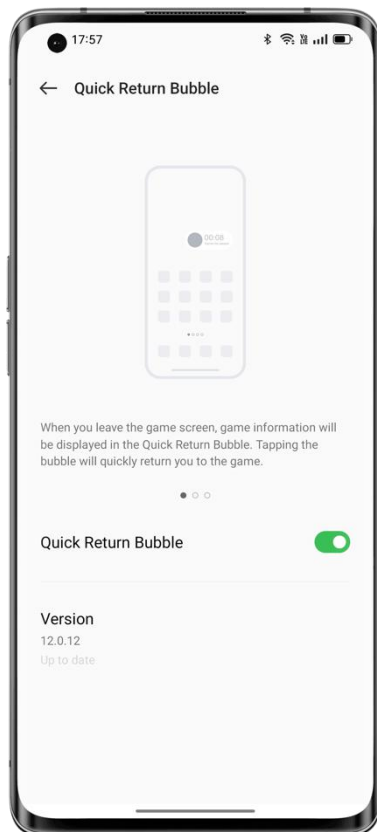 17:57
Quick Return Bubble
00:08
When you leave the game screen, game information will
be displayed in the Quick Return Bubble. Tapping the
bubble will quickly return you to the game.
Quick Return Bubble
Version
12.0.12
Up to date